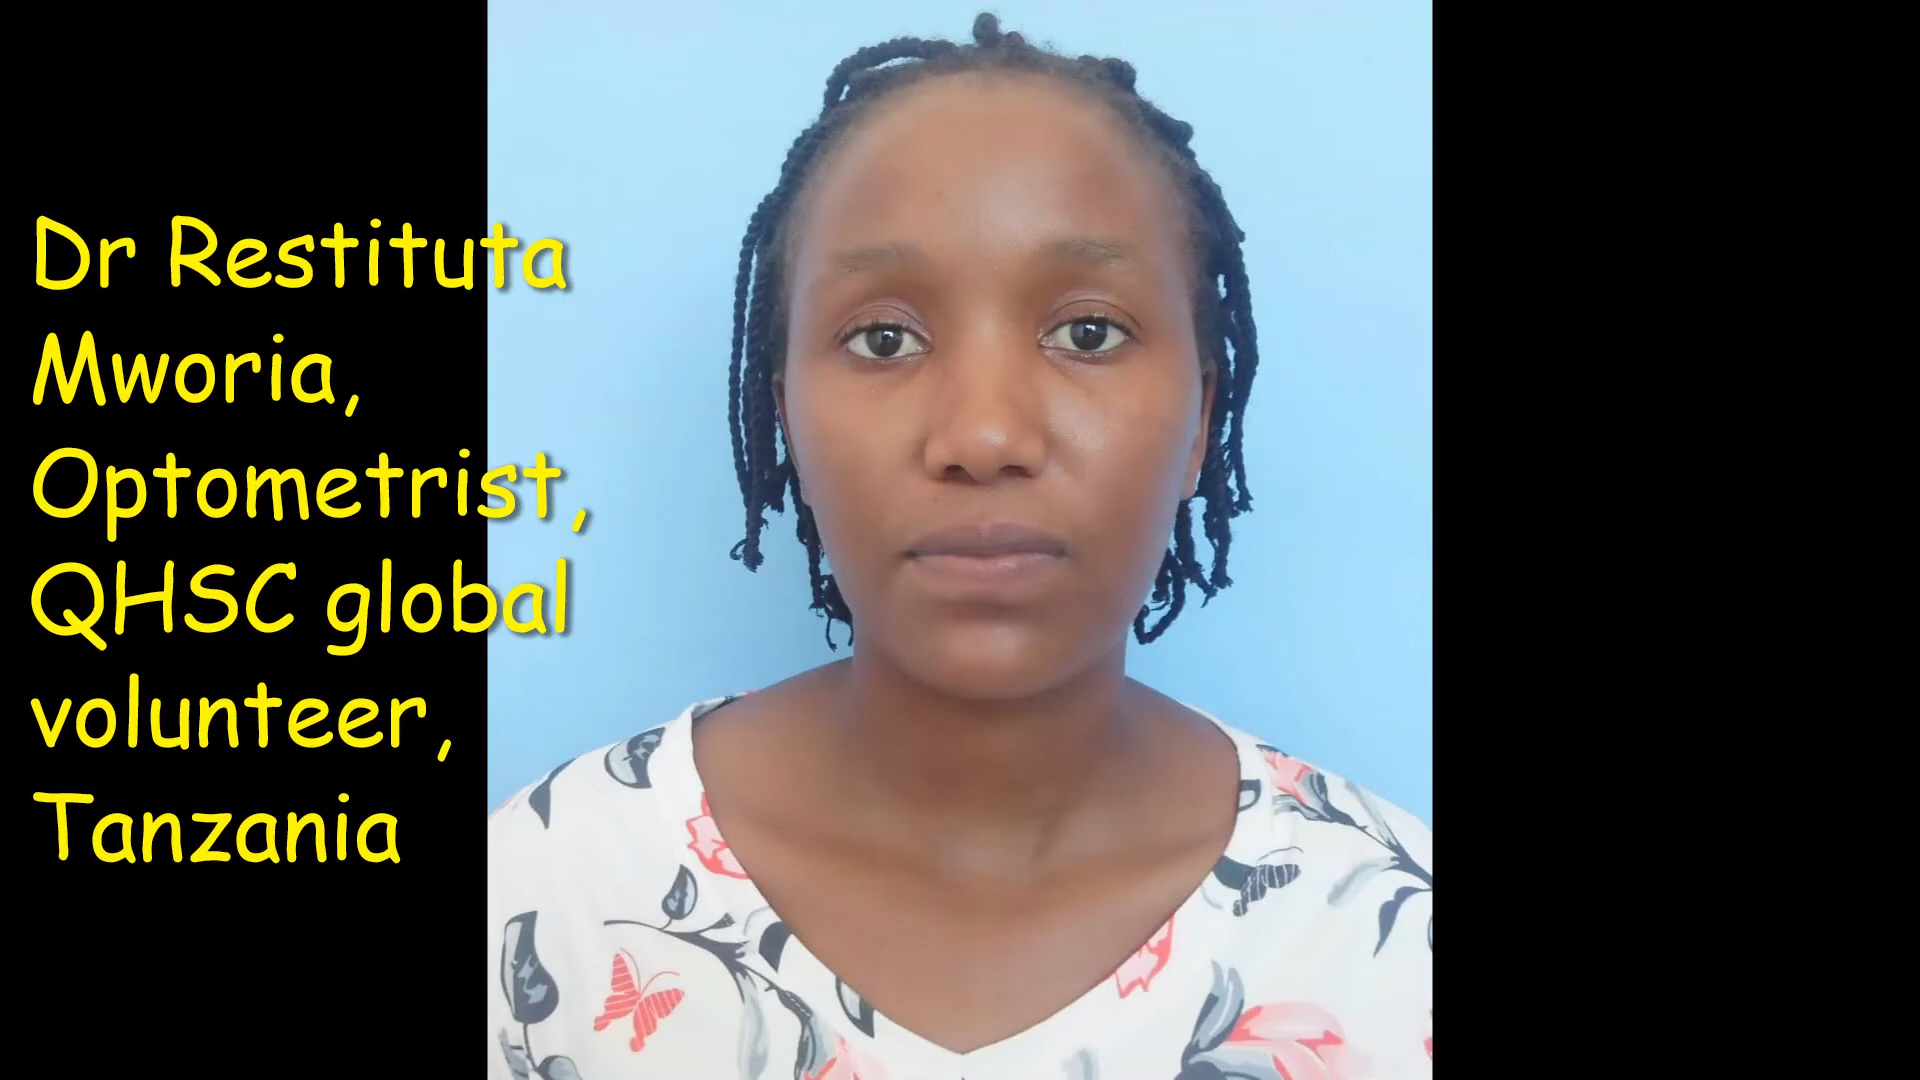 Dr Restituta
Mworia,
Optometrist,
QHSC global
volunteer,
Tanzania